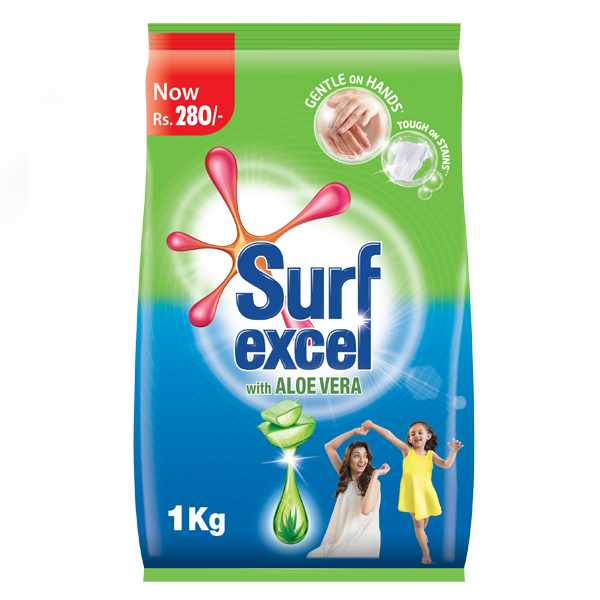 Now
Rs. 280/-
GENTLE ON HANDS*
TOUGH ON STAINS*
Surf
excel
with ALOE VERA
1Kg